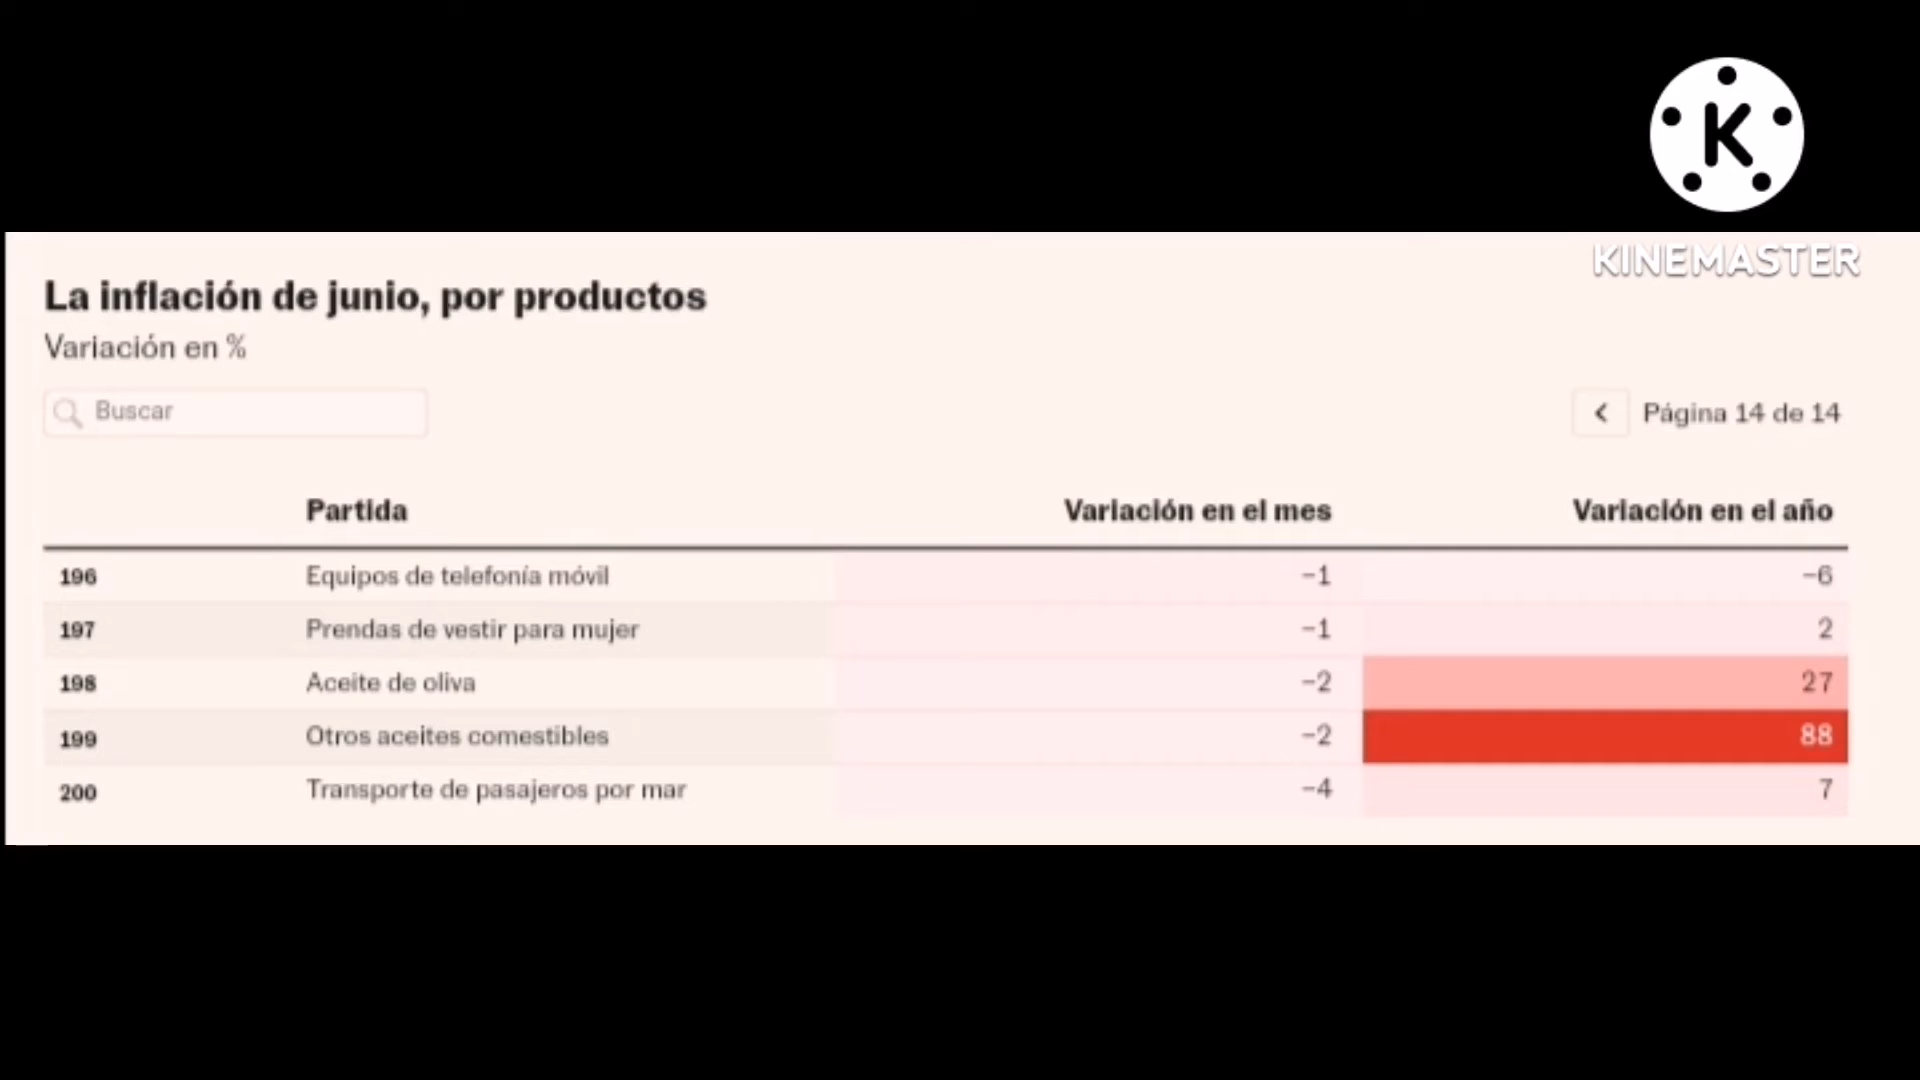 K
KINEMASTER
La inflación de junio, por productos
Variación en %
Buscar
Página 14 de 14
Partida Variación en el mes Variación en el año
196 Equipos de telefonía móvil −1 −6
197 Prendas de vestir para mujer −1 2
198 Aceite de oliva −2 27
199 Otros aceites comestibles −2 88
200 Transporte de pasajeros por mar −4 7